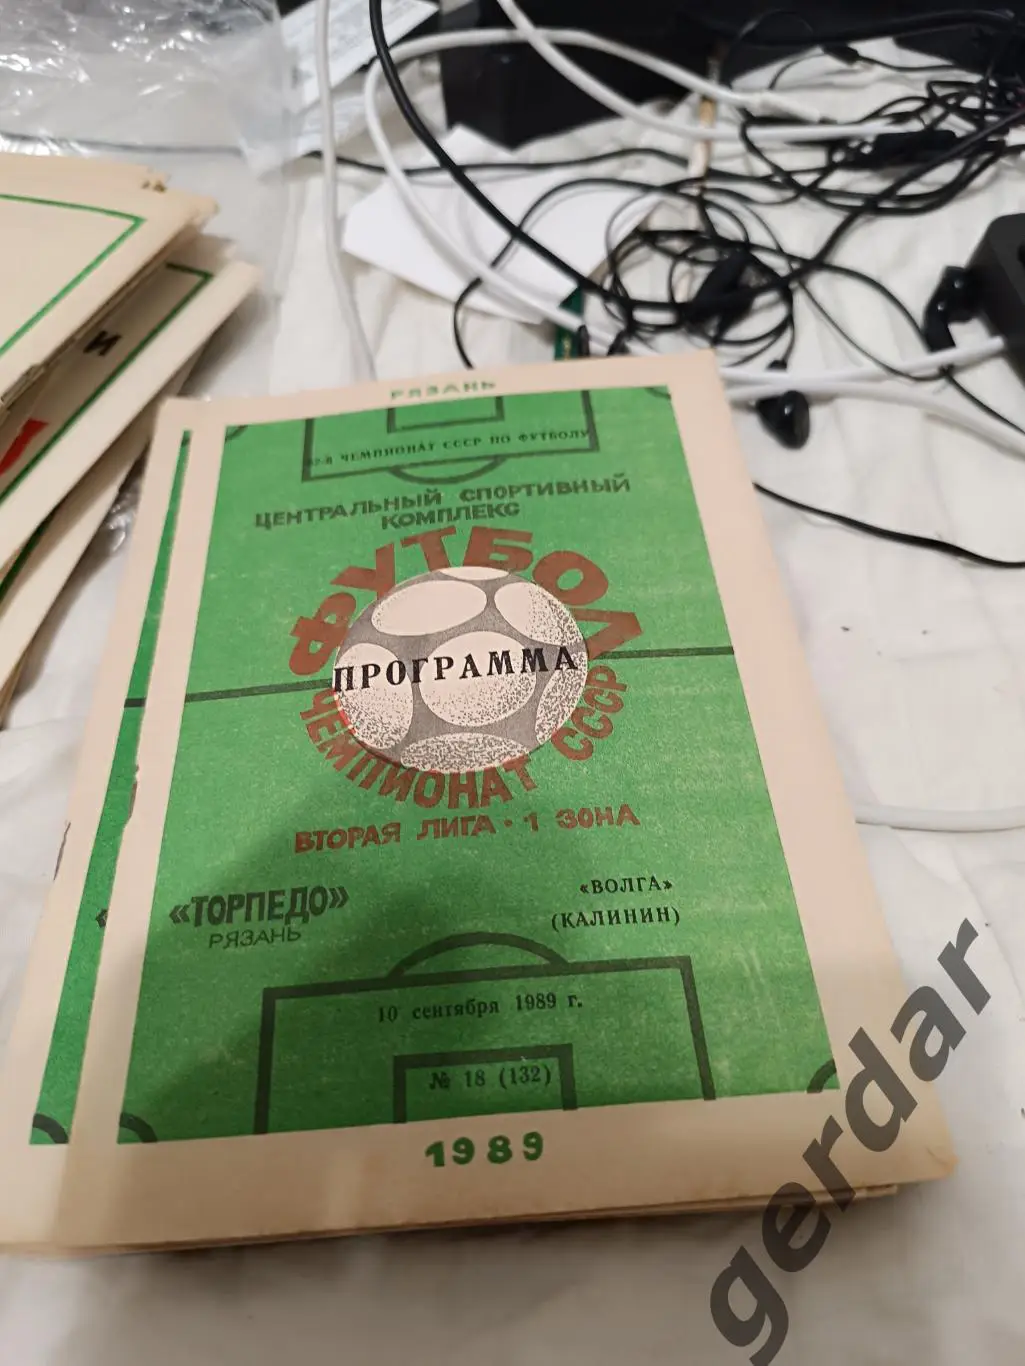 РЯЗАНЬ
52-й ЧЕМПИОНАТ СССР ПО ФУТБОЛУ
ЦЕНТРАЛЬНЫЙ СПОРТИВНЫЙ
КОМПЛЕКС
ФУТБОЛ
ПРОГРАММА
ЧЕМПИОНАТ СССР
ВТОРАЯ ЛИГА • 1 ЗОНА
«ТОРПЕДО»
РЯЗАНЬ
«ВОЛГА»
(КАЛИНИН)
10 сентября 1989 г.
№ 18 (132)
1989
И
gerdar